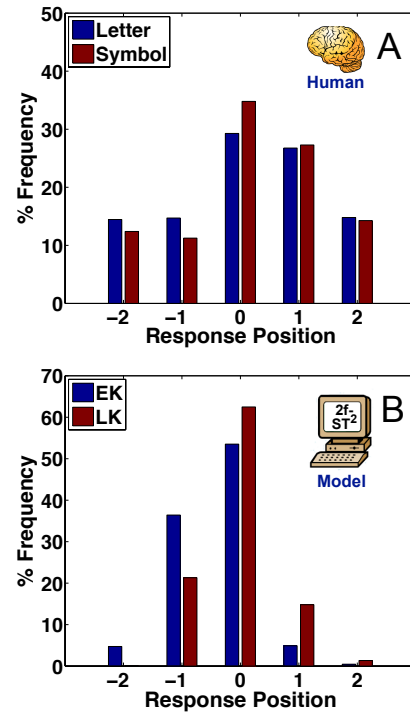 50
40
30
20
10
0
% Frequency
Letter
Symbol
Human
A
−2 −1 0 1 2
Response Position
70
60
50
40
30
20
10
0
% Frequency
EK
LK
2f-
ST²
Model
B
−2 −1 0 1 2
Response Position